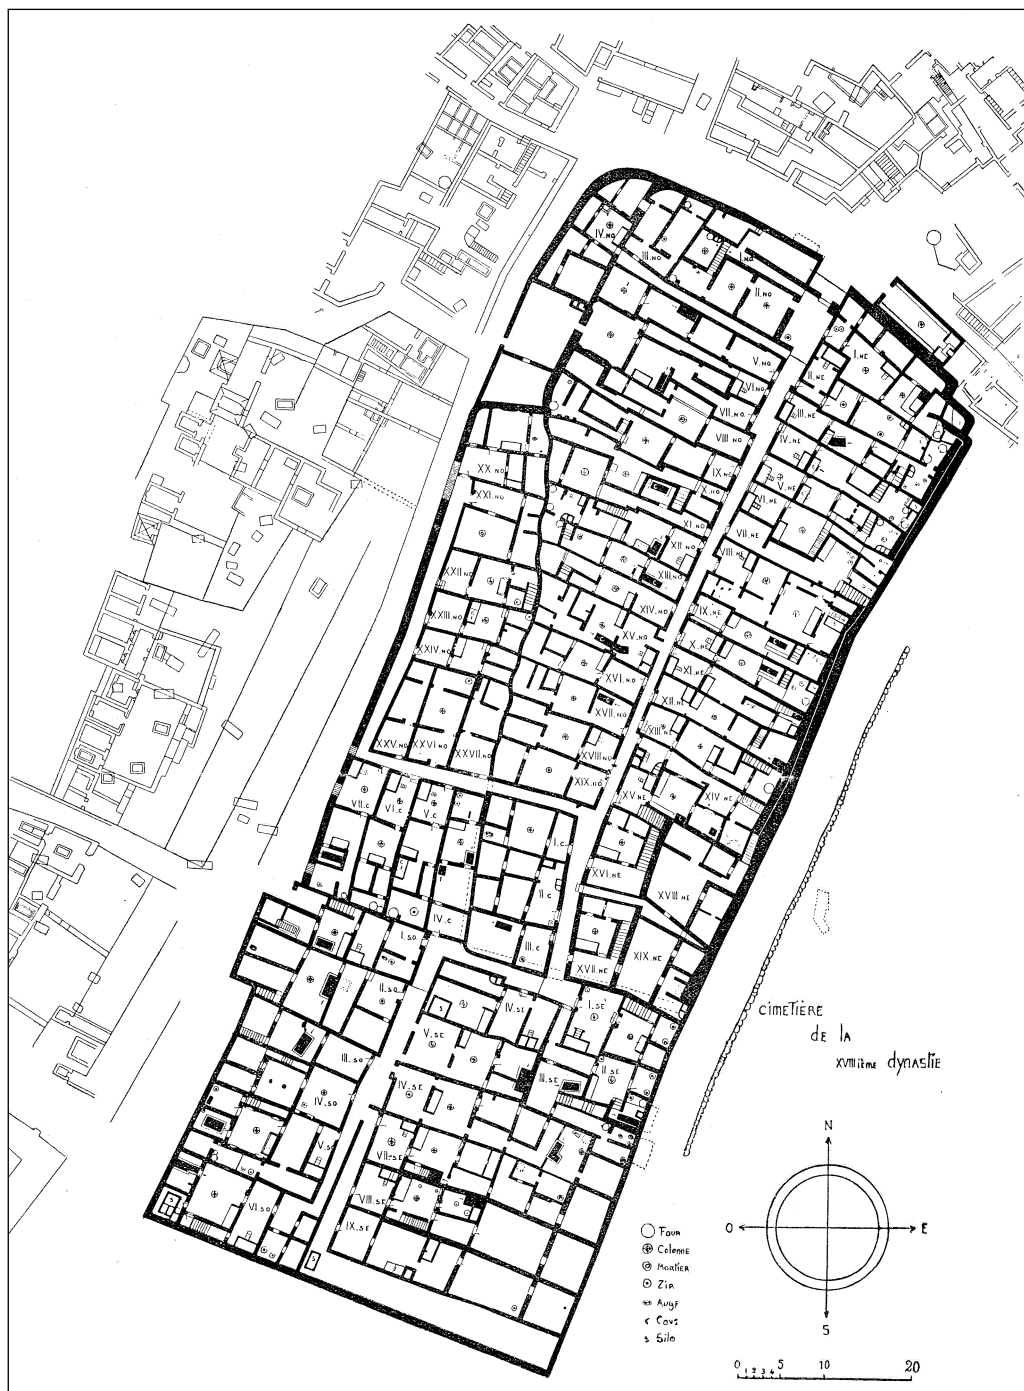 IV.NO
III.NO
I.NO
II.NO
I.NE
V.NO
II.NE
VI.NO
III.NE
VII.NO
VIII.NO
IV.NE
IX.NO
XX.NO
V.NE
X.NO
VI.NE
XXI.NO
XI.NO
VII.NE
XII.NO
VIII.NE
XXII.NO
XIII.NO
XIV.NO
IX.NE
XXIII.NO
XV.NO
X.NE
XXIV.NO
XVI.NO
XI.NE
XII.NE
XVII.NO
XIII.NE
XXV.NO
XXVI.NO
XXVII.NO
XVIII.NO
XIX.NO
XV.NE
XIV.NE
VII.C
VI.C
V.C
I.C
XVI.NE
II.C
XVIII.NE
IV.C
I.SO
III.C
XIX.NE
XVII.NE
II.SO
I.SE
V.SE
III.SO
II.SE
III.SE
IV.SE
IV.SO
V.SO
VII.SE
VIII.SE
VI.SO
IX.SE
S
S
S
CIMETIÈRE
DE LA
XVIIIième DYNASTIE
N
O
E
S
Four
Colonne
Mortier
Zir
Cave
s Silo
0 1 2 3 4 5 10 20